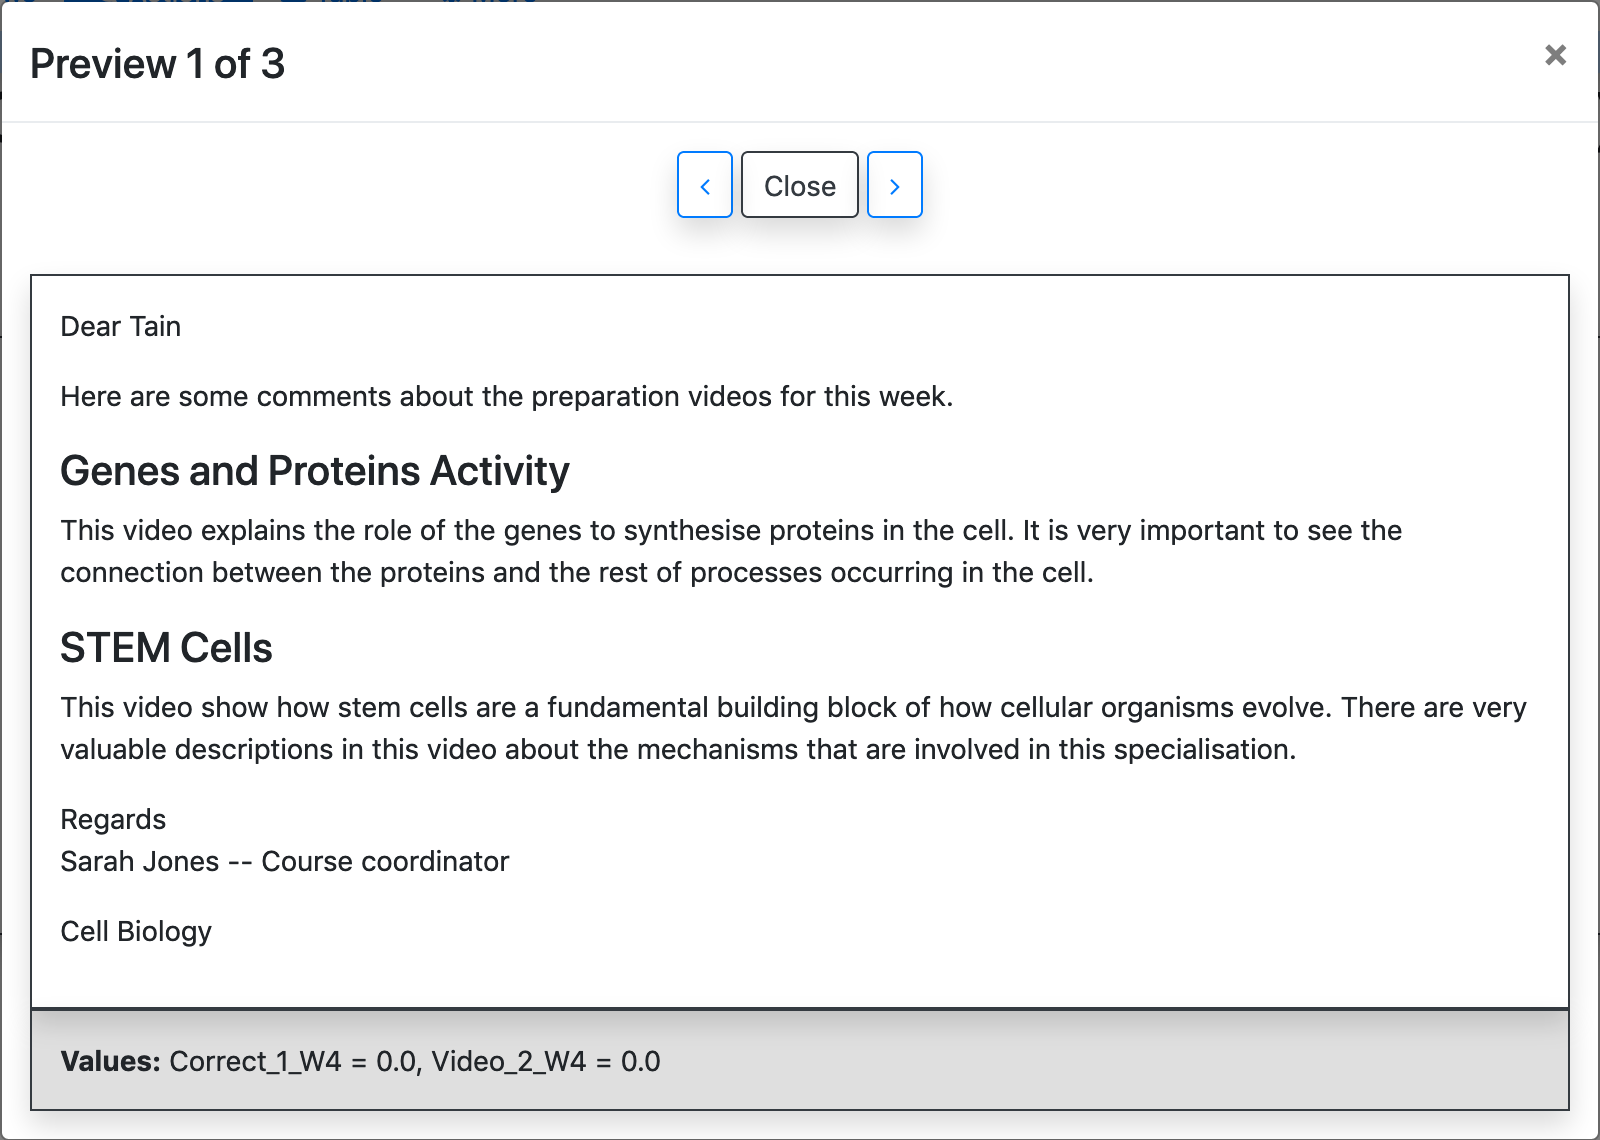 Preview 1 of 3
Close
Dear Tain
Here are some comments about the preparation videos for this week.
Genes and Proteins Activity
This video explains the role of the genes to synthesise proteins in the cell. It is very important to see the
connection between the proteins and the rest of processes occurring in the cell.
STEM Cells
This video show how stem cells are a fundamental building block of how cellular organisms evolve. There are very
valuable descriptions in this video about the mechanisms that are involved in this specialisation.
Regards
Sarah Jones -- Course coordinator
Cell Biology
Values: Correct_1_W4 = 0.0, Video_2_W4 = 0.0